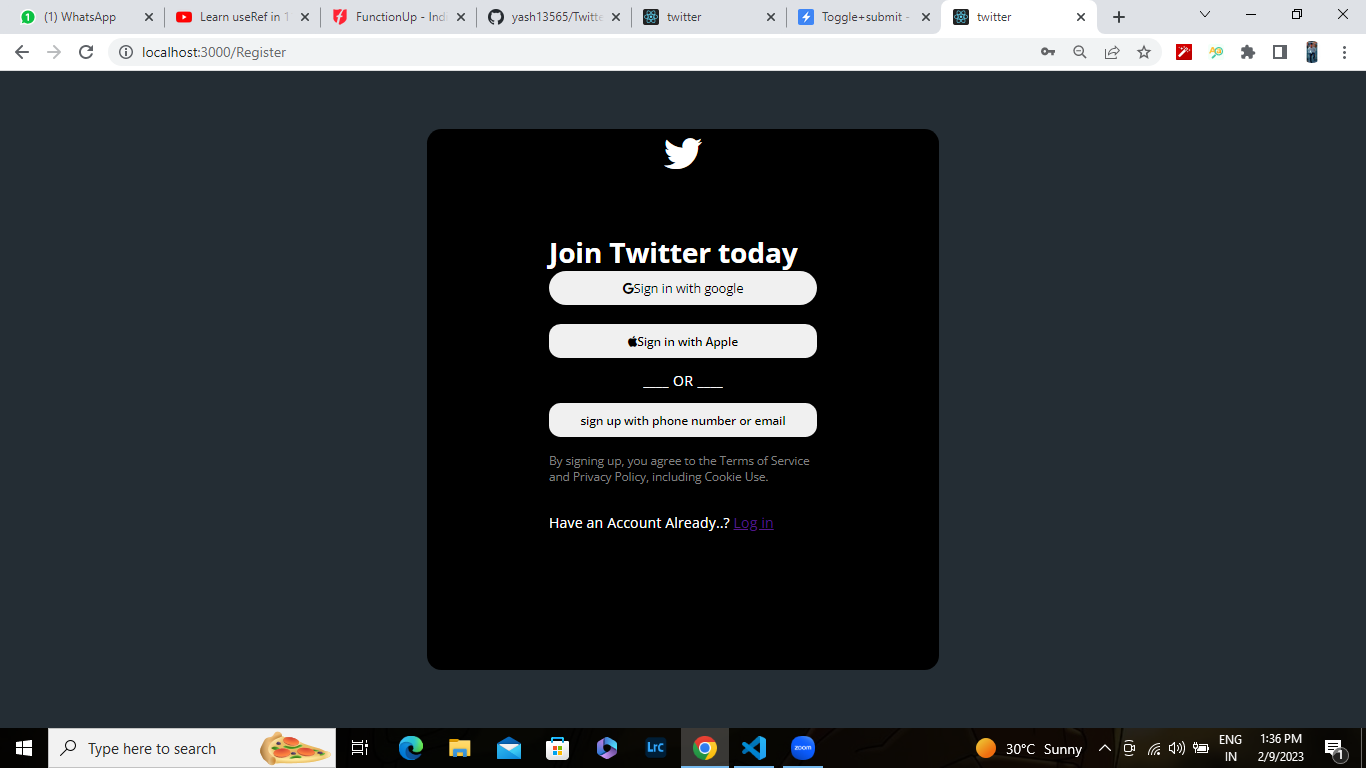 (1) WhatsApp
Learn useRef in 1
FunctionUp - Indi
yash13565/Twitte
twitter
Toggle+submit -
twitter
localhost:3000/Register
Join Twitter today
Sign in with google
Sign in with Apple
____ OR ____
sign up with phone number or email
By signing up, you agree to the Terms of Service
and Privacy Policy, including Cookie Use.
Have an Account Already..? Log in
Type here to search
Lrc
zoom
30°C Sunny
ENG
IN
1:36 PM
2/9/2023
1